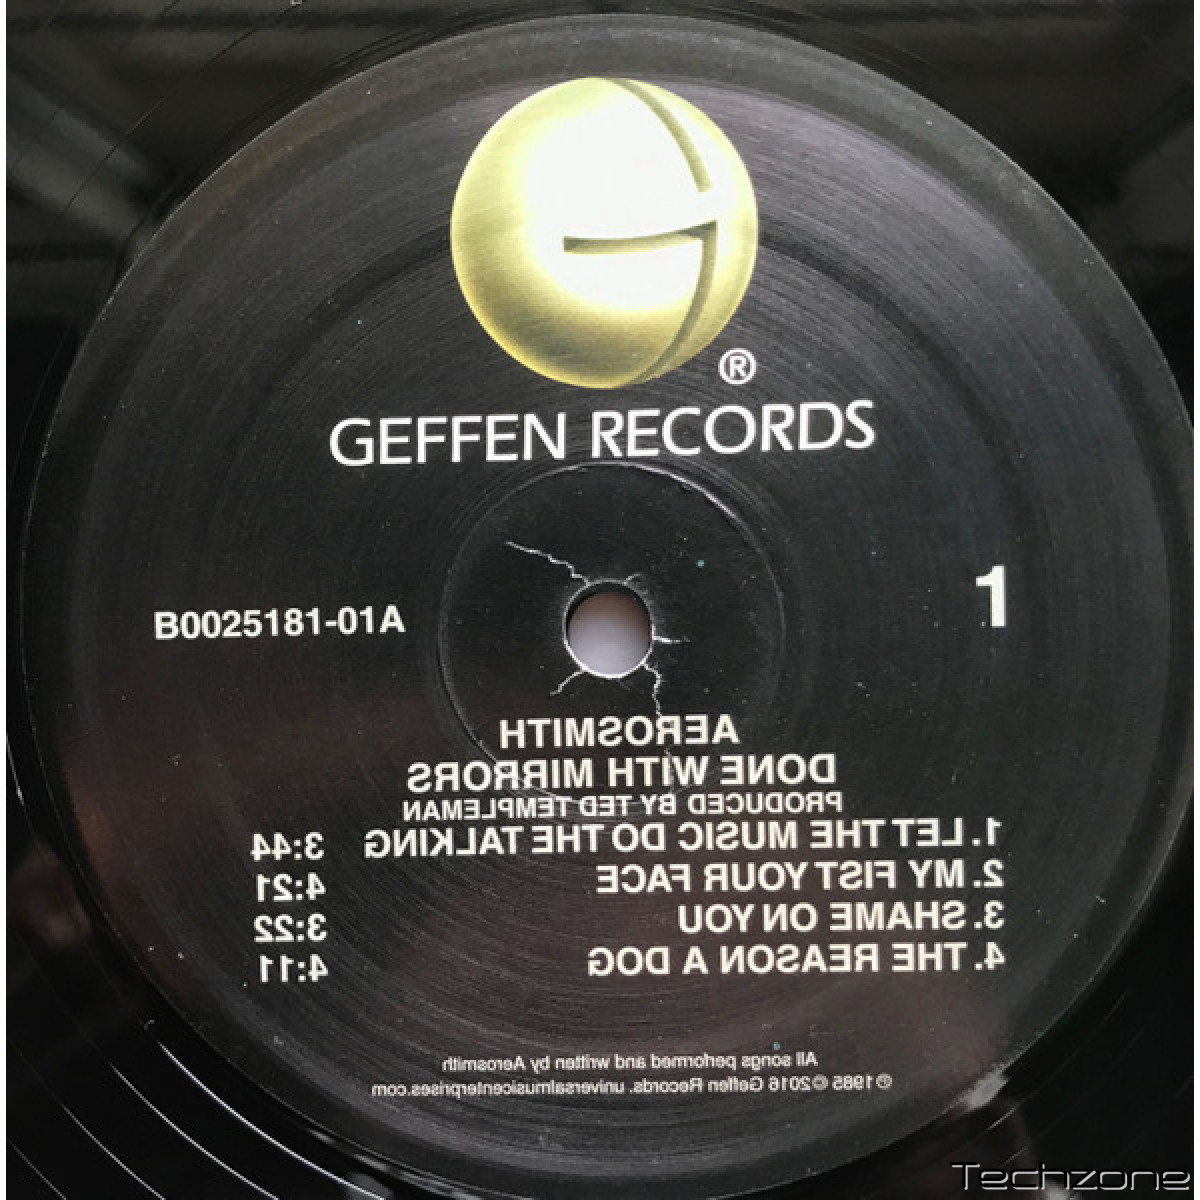 ®
GEFFEN RECORDS
B0025181-01A
1
AEROSMITH
DONE WITH MIRRORS
PRODUCED BY TED TEMPLEMAN
1. LET THE MUSIC DO THE TALKING 3:44
2. MY FIST YOUR FACE 4:21
3. SHAME ON YOU 3:22
4. THE REASON A DOG 4:11
All songs performed and written by Aerosmith
℗ 1985 © 2016 Geffen Records. universalmusicenterprises.com
Techzone